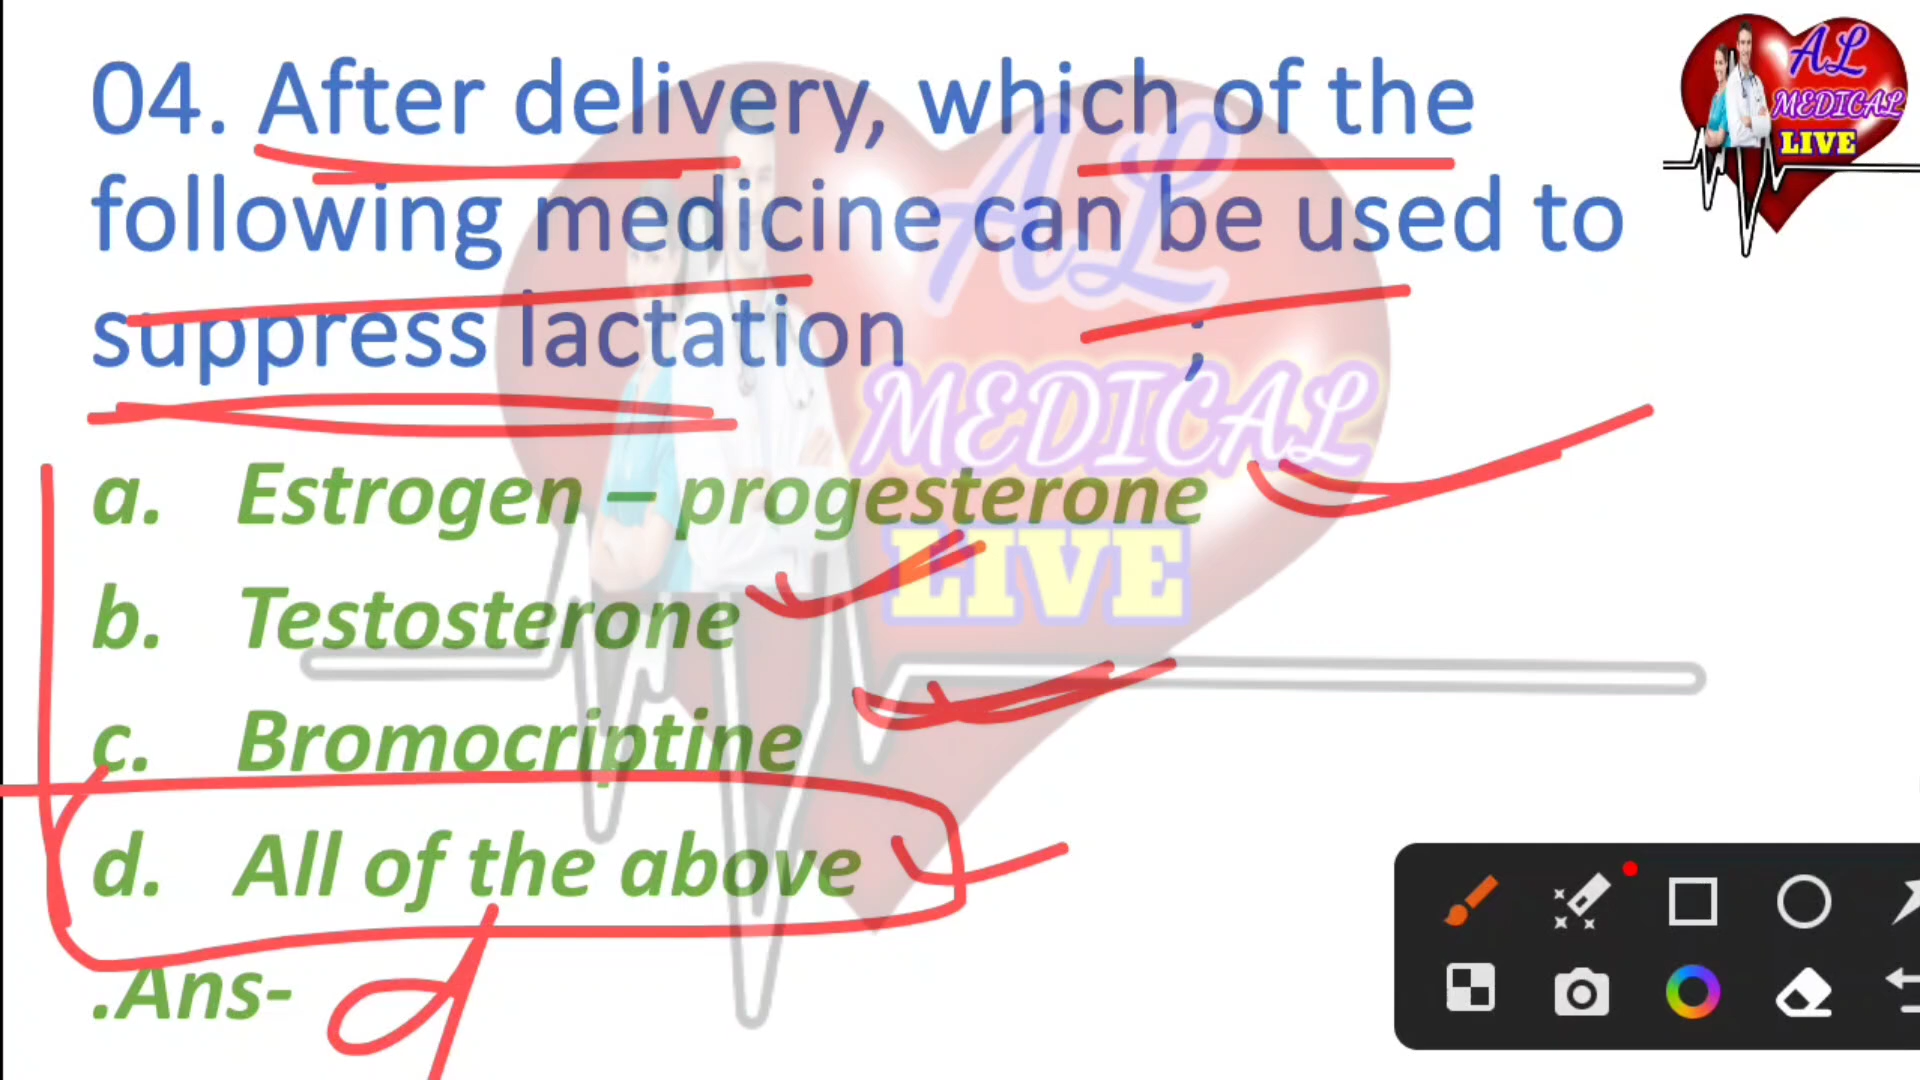 04. After delivery, which of the
following medicine can be used to
suppress lactation ;
a. Estrogen – progesterone
b. Testosterone
c. Bromocriptine
d. All of the above
.Ans- d
AL
MEDICAL
LIVE
AL
MEDICAL
LIVE